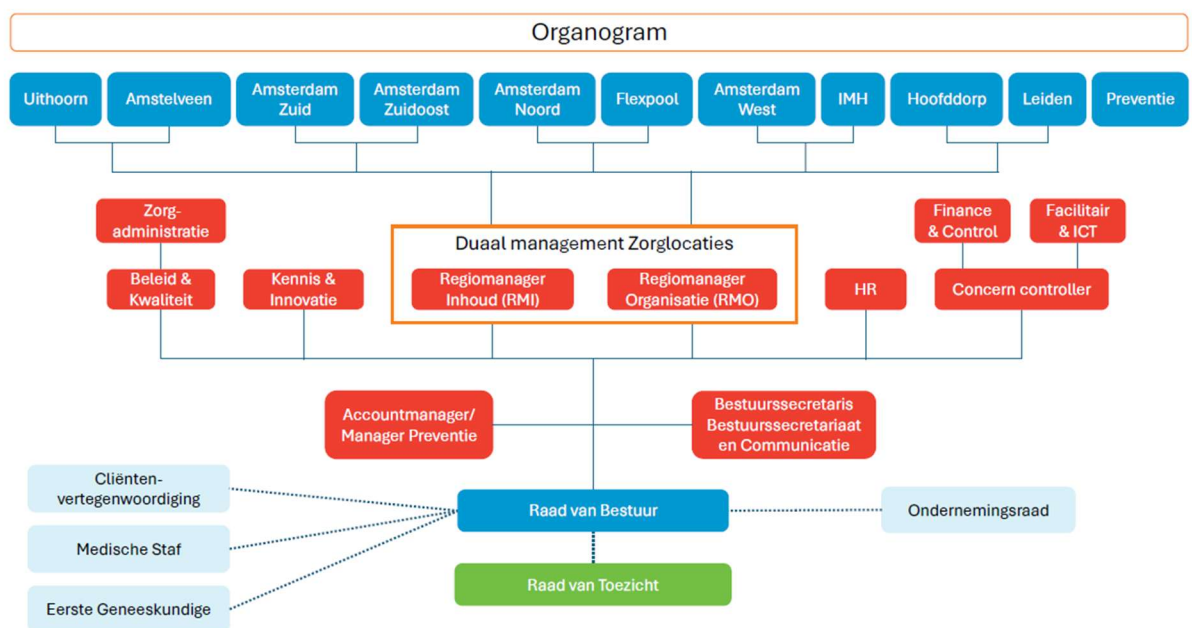 Organogram
Uithoorn
Amstelveen
Amsterdam
Zuid
Amsterdam
Zuidoost
Amsterdam
Noord
Flexpool
Amsterdam
West
IMH
Hoofddorp
Leiden
Preventie
Zorg-
administratie
Finance
& Control
Facilitair
& ICT
Duaal management Zorglocaties
Beleid &
Kwaliteit
Kennis &
Innovatie
Regiomanager
Inhoud (RMI)
Regiomanager
Organisatie (RMO)
HR
Concern controller
Accountmanager/
Manager Preventie
Bestuurssecretaris
Bestuurssecretariaat
en Communicatie
Cliënten-
vertegenwoordiging
Raad van Bestuur
Ondernemingsraad
Medische Staf
Raad van Toezicht
Eerste Geneeskundige